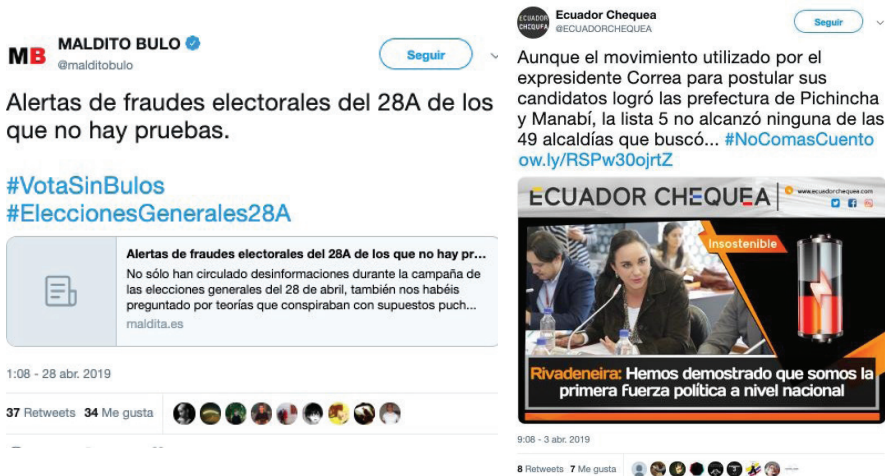 MB
MALDITO BULO
@malditobulo
Seguir
Alertas de fraudes electorales del 28A de los
que no hay pruebas.
#VotaSinBulos
#EleccionesGenerales28A
Alertas de fraudes electorales del 28A de los que no hay pr...
No sólo han circulado desinformaciones durante la campaña de
las elecciones generales del 28 de abril, también nos habéis
preguntado por teorías que conspiraban con supuestos puch...
maldita.es
1:08 - 28 abr. 2019
37 Retweets 34 Me gusta
ECUADOR
CHEQUEA
Ecuador Chequea
@ECUADORCHEQUEA
Seguir
Aunque el movimiento utilizado por el
expresidente Correa para postular sus
candidatos logró las prefectura de Pichincha
y Manabí, la lista 5 no alcanzó ninguna de las
49 alcaldías que buscó... #NoComasCuento
ow.ly/RSPw30ojrtZ
ECUADOR CHEQUEA
www.ecuadorchequea.com
Insostenible
Rivadeneira: Hemos demostrado que somos la
primera fuerza política a nivel nacional
9:08 - 3 abr. 2019
8 Retweets 7 Me gusta